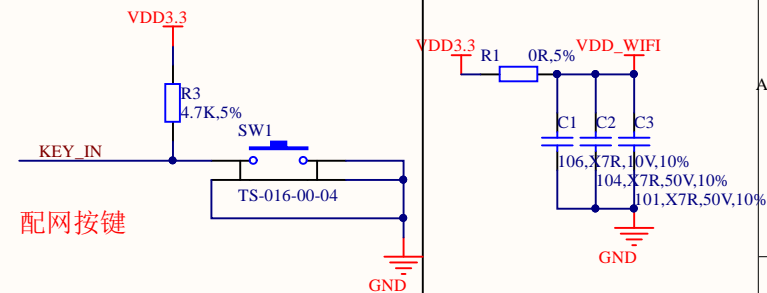 VDD3.3
R3
4.7K,5%
SW1
KEY_IN
TS-016-00-04
配网按键
GND
VDD3.3
R1
0R,5%
VDD_WIFI
C1
C2
C3
106,X7R,10V,10%
104,X7R,50V,10%
101,X7R,50V,10%
GND
A